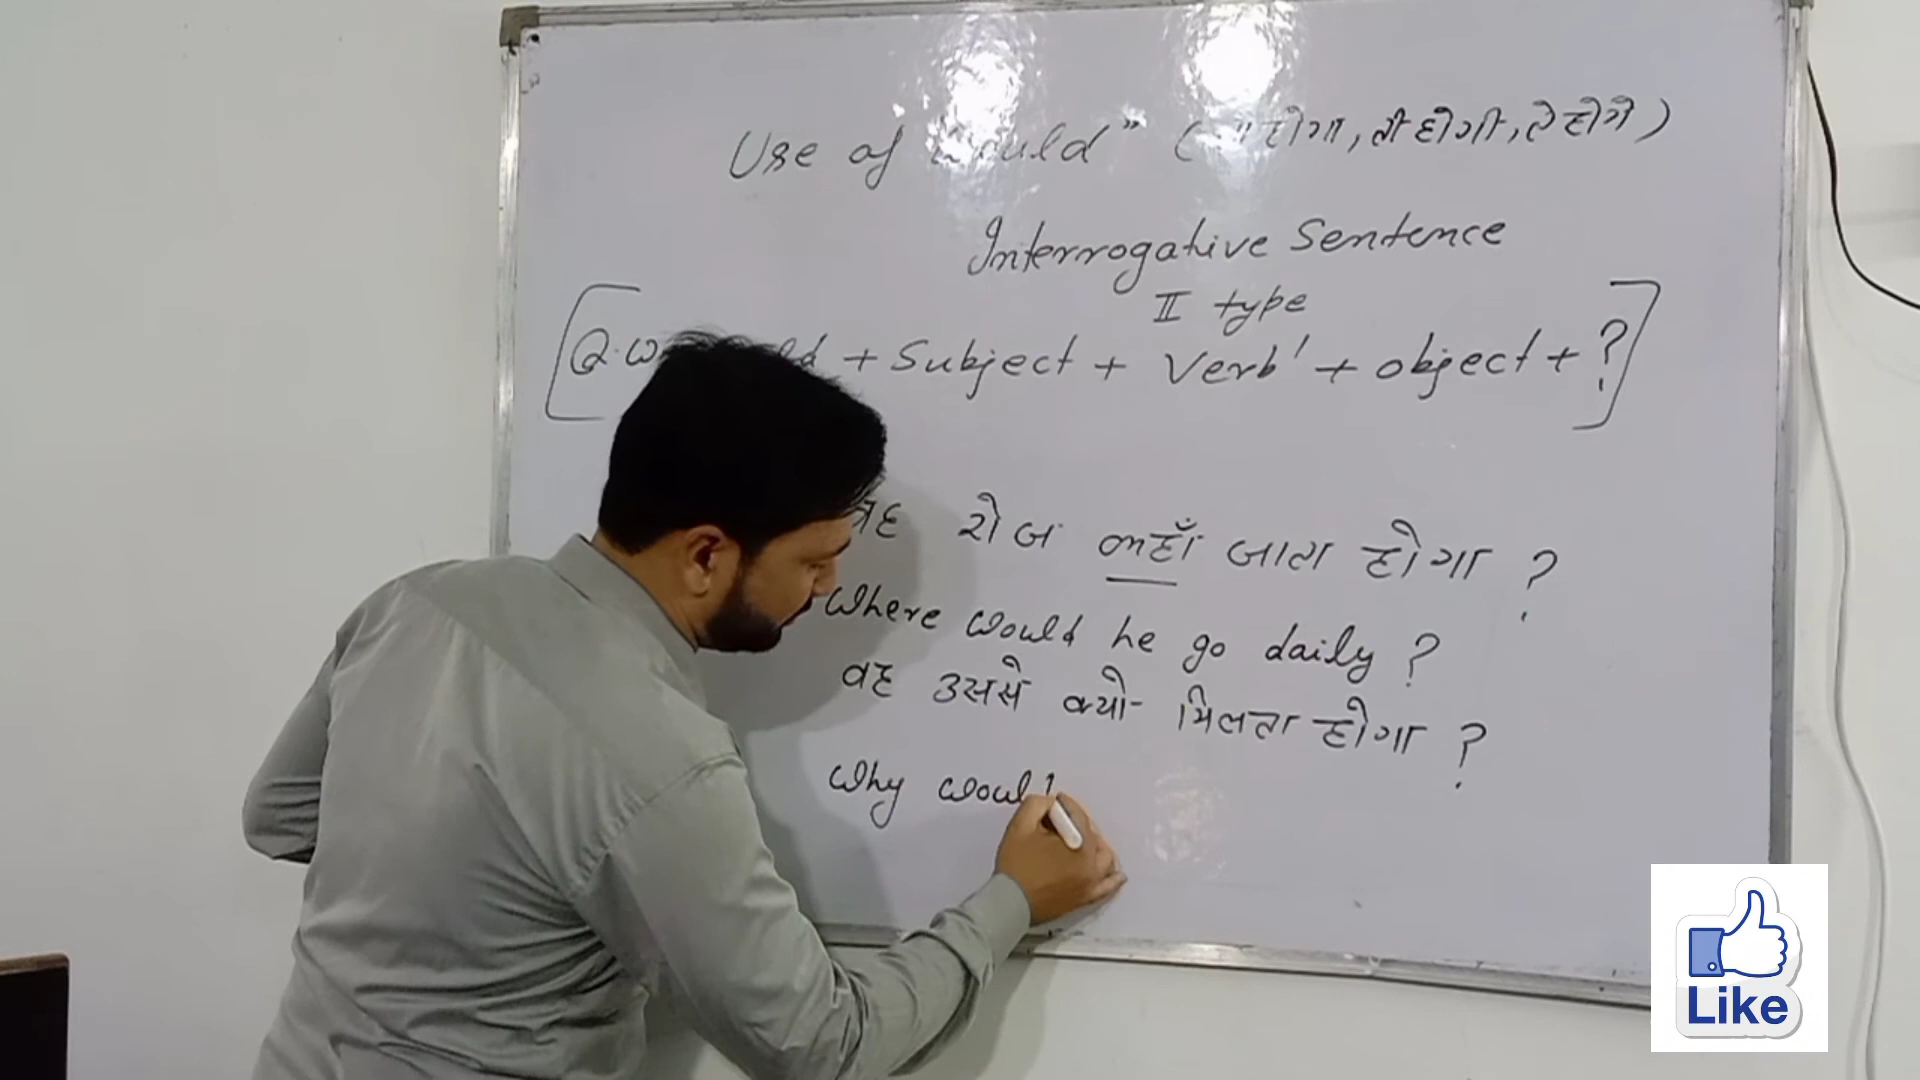 Use of Would" ( ता होगा, ती होगी, ते होंगे )
Interrogative Sentence
II type
Q.w + Subject + Verb' + object + ?
वह रोज कहाँ जाता होगा ?
Where would he go daily ?
वह उससे क्यों मिलता होगा ?
Why would
Like